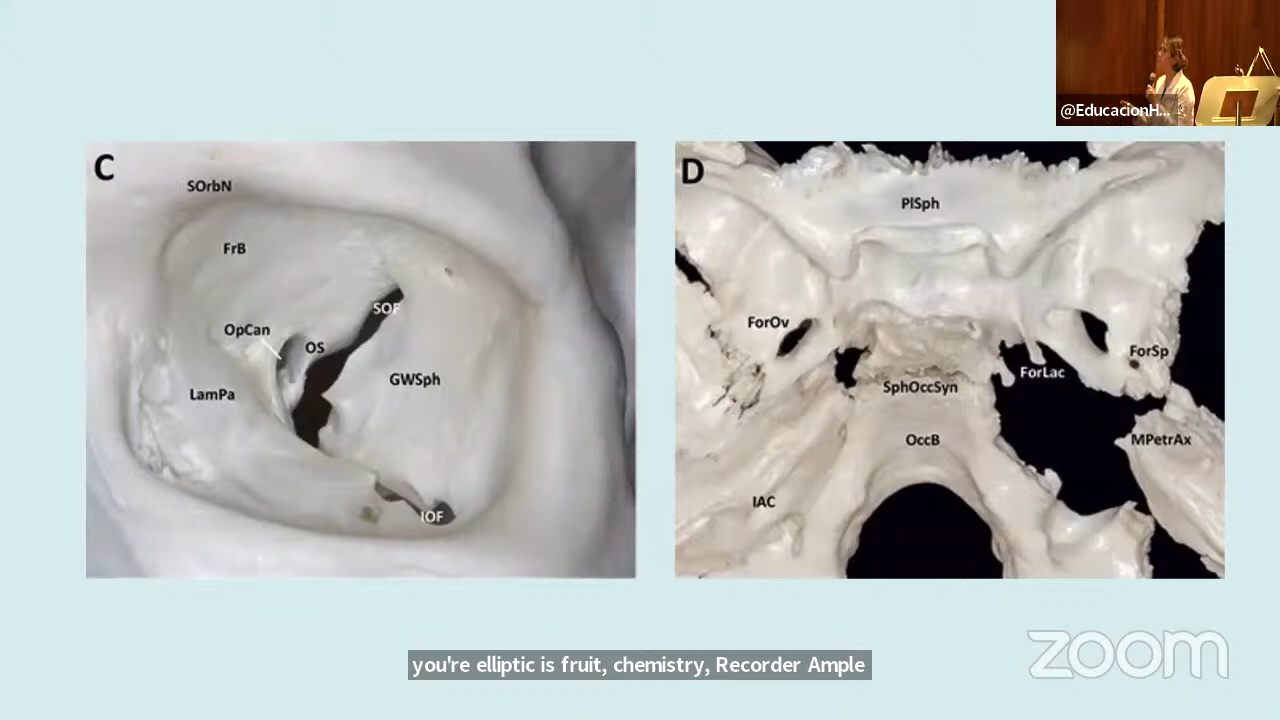 @EducacionH...
C
SOrbN
FrB
SOF
OpCan
OS
GWSph
LamPa
IOF
D
PlSph
ForOv
ForSp
ForLac
SphOccSyn
OccB
MPetrAx
IAC
you're elliptic is fruit, chemistry, Recorder Ample
zoom